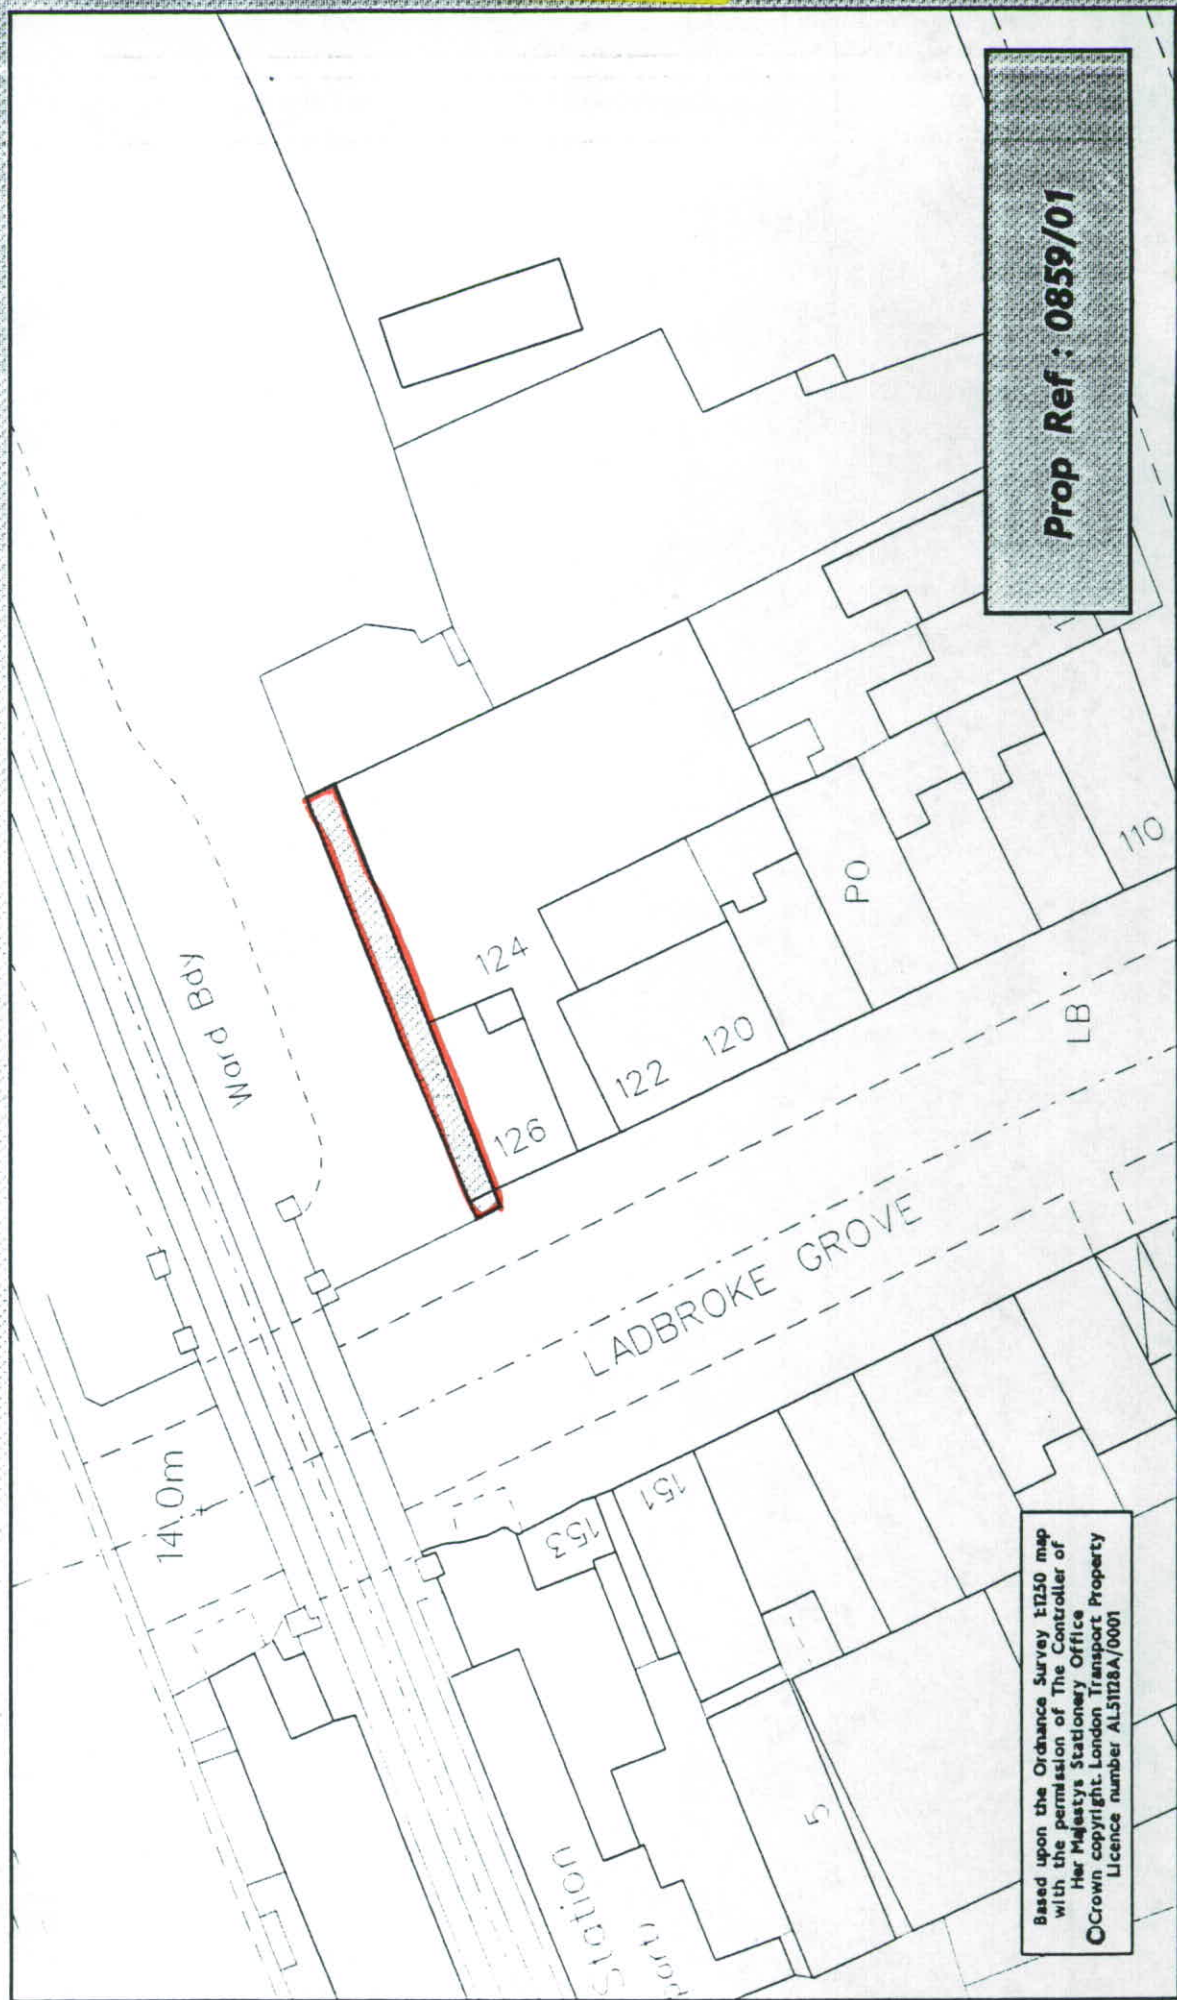 Prop Ref : 0859/01
Ward Bdy
14.0m
124
126
122
120
PO
110
LB
LADBROKE GROVE
151
153
5
Station
Based upon the Ordnance Survey 1:1250 map
with the permission of The Controller of
Her Majestys Stationery Office
©Crown copyright. London Transport Property
Licence number AL51128A/0001